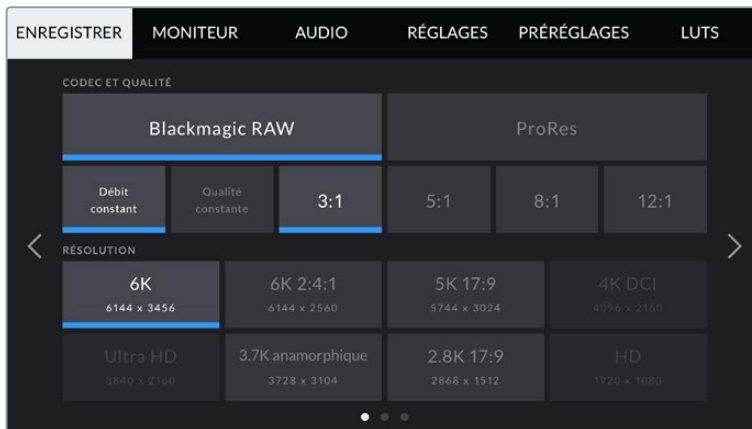 ENREGISTRER MONITEUR AUDIO RÉGLAGES PRÉRÉGLAGES LUTS
CODEC ET QUALITÉ
Blackmagic RAW ProRes
Débit constant Qualité constante 3:1 5:1 8:1 12:1
RÉSOLUTION
6K 6K 2:4:1 5K 17:9 4K DCI
6144 x 3456 6144 x 2560 5744 x 3024 4096 x 2160
Ultra HD 3.7K anamorphique 2.8K 17:9 HD
3840 x 2160 3728 x 3104 2868 x 1512 1920 x 1080